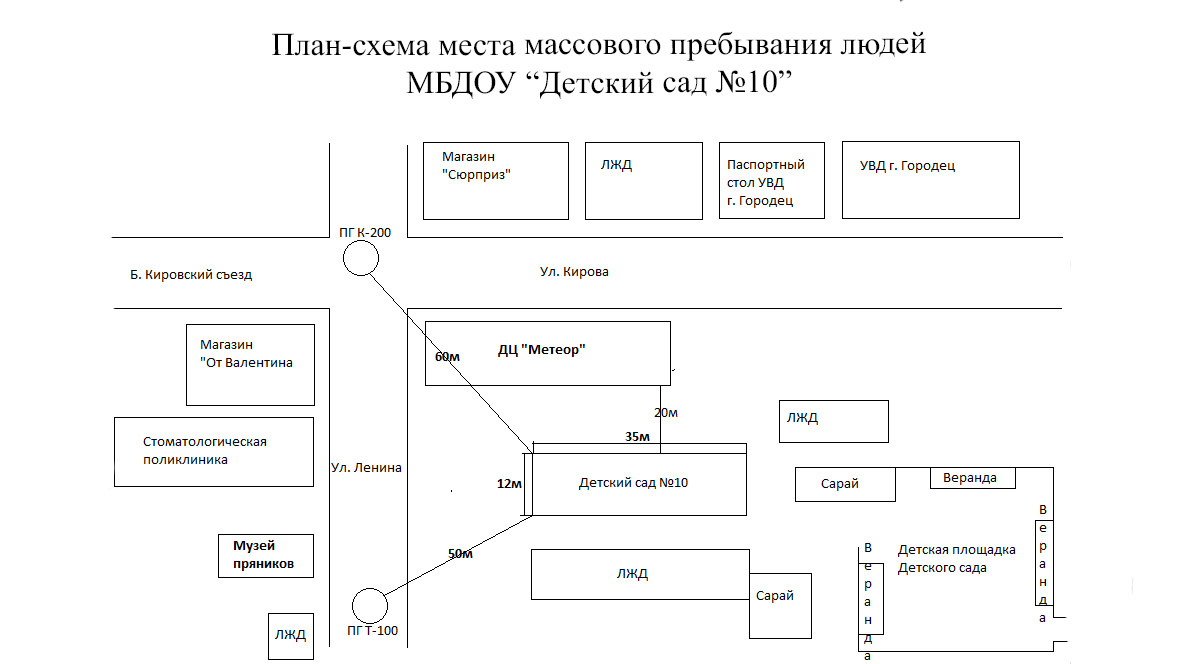 План-схема места массового пребывания людей
МБДОУ “Детский сад №10”
Магазин
"Сюрприз"
ЛЖД
Паспортный
стол УВД
г. Городец
УВД г. Городец
ПГ К-200
Б. Кировский съезд
Ул. Кирова
Магазин
"От Валентина
ДЦ "Метеор"
60м
20м
35м
ЛЖД
Стоматологическая
поликлиника
Ул. Ленина
12м
Детский сад №10
Сарай
Веранда
Веранда
Музей
пряников
50м
ЛЖД
Сарай
Веранда
Детская площадка
Детского сада
ЛЖД
ПГ Т-100